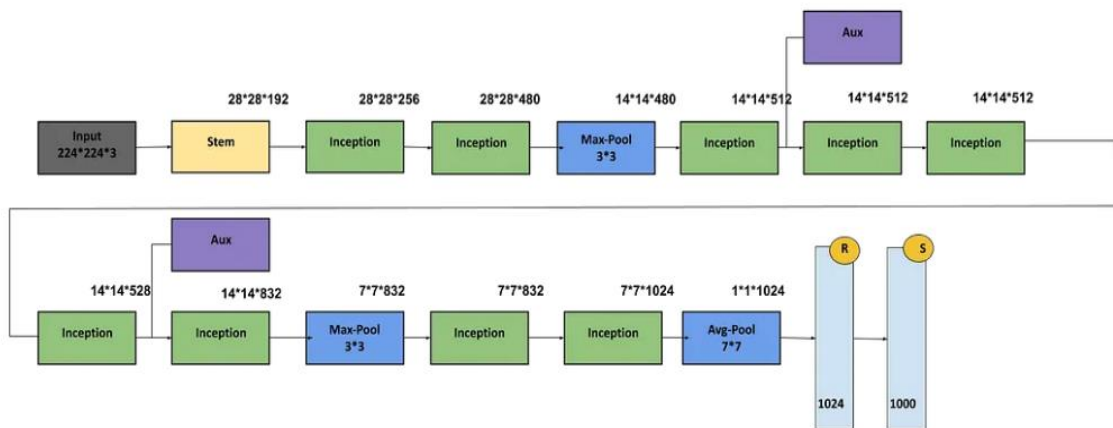 Aux
28*28*192
28*28*256
28*28*480
14*14*480
14*14*512
14*14*512
14*14*512
Input
224*224*3
Stem
Inception
Inception
Max-Pool
3*3
Inception
Inception
Inception
Aux
R
S
14*14*528
14*14*832
7*7*832
7*7*832
7*7*1024
1*1*1024
Inception
Inception
Max-Pool
3*3
Inception
Inception
Avg-Pool
7*7
1024
1000